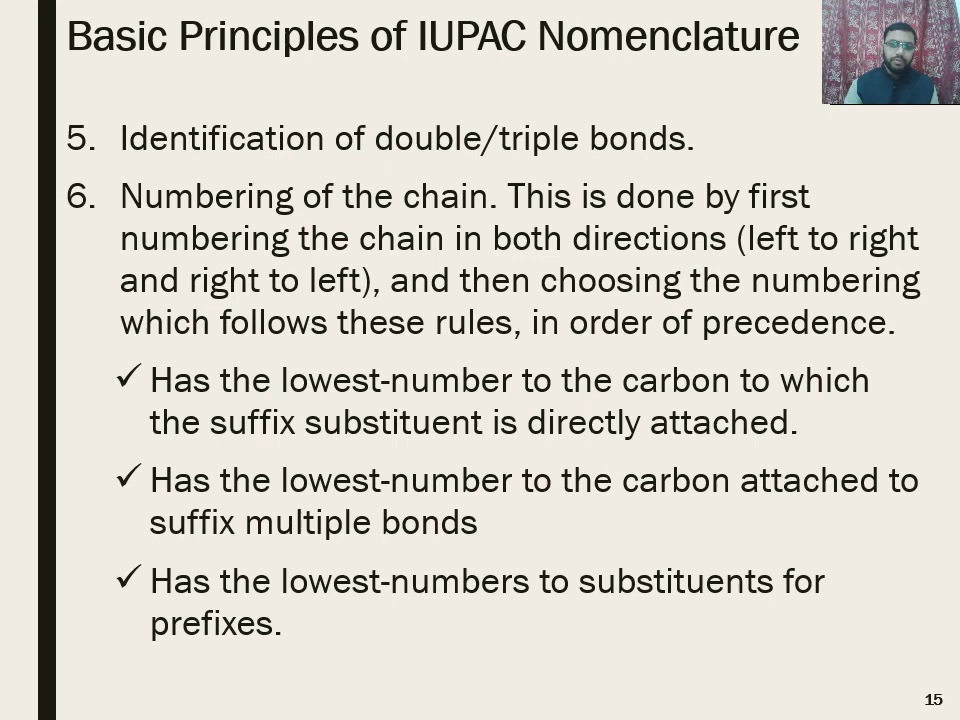 Basic Principles of IUPAC Nomenclature
5. Identification of double/triple bonds.
6. Numbering of the chain. This is done by first
numbering the chain in both directions (left to right
and right to left), and then choosing the numbering
which follows these rules, in order of precedence.
✓ Has the lowest-number to the carbon to which
the suffix substituent is directly attached.
✓ Has the lowest-number to the carbon attached to
suffix multiple bonds
✓ Has the lowest-numbers to substituents for
prefixes.
15